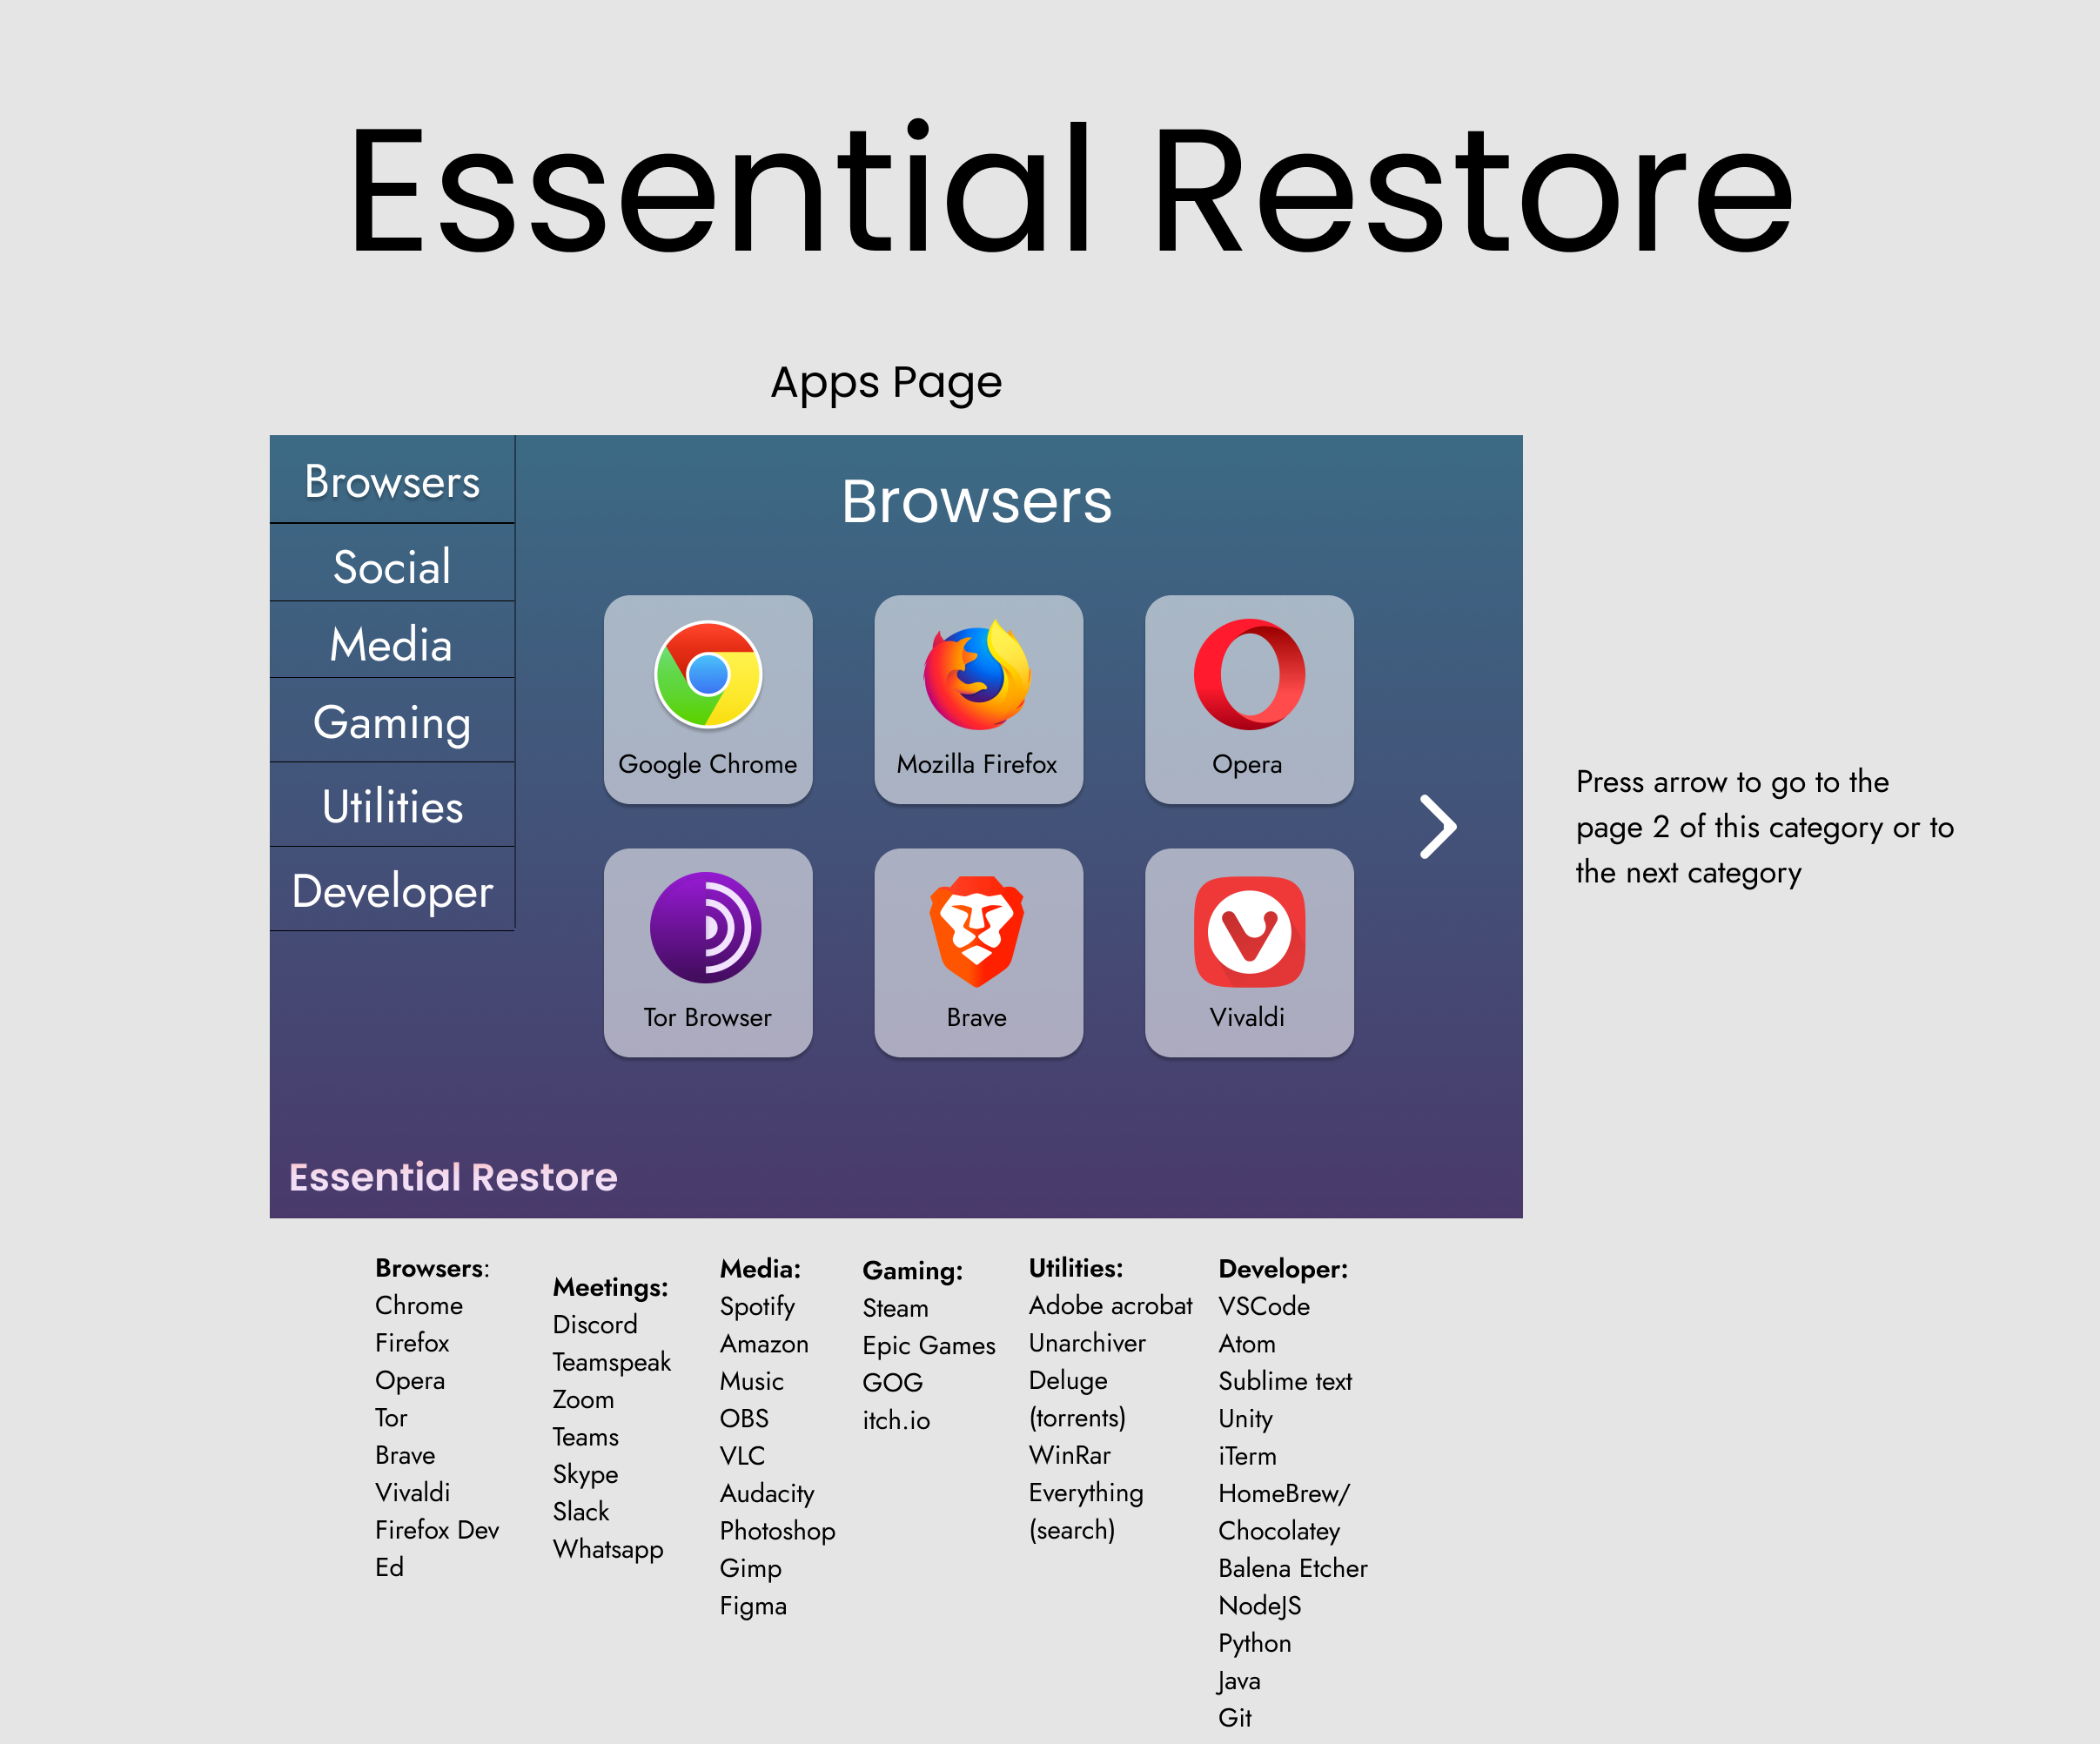 Essential Restore
Apps Page
Browsers
Social
Media
Gaming
Utilities
Developer
Browsers
Google Chrome
Mozilla Firefox
Opera
Tor Browser
Brave
Vivaldi
Essential Restore
Press arrow to go to the
page 2 of this category or to
the next category
Browsers:
Chrome
Firefox
Opera
Tor
Brave
Vivaldi
Firefox Dev
Ed
Meetings:
Discord
Teamspeak
Zoom
Teams
Skype
Slack
Whatsapp
Media:
Spotify
Amazon
Music
OBS
VLC
Audacity
Photoshop
Gimp
Figma
Gaming:
Steam
Epic Games
GOG
itch.io
Utilities:
Adobe acrobat
Unarchiver
Deluge
(torrents)
WinRar
Everything
(search)
Developer:
VSCode
Atom
Sublime text
Unity
iTerm
HomeBrew/
Chocolatey
Balena Etcher
NodeJS
Python
Java
Git